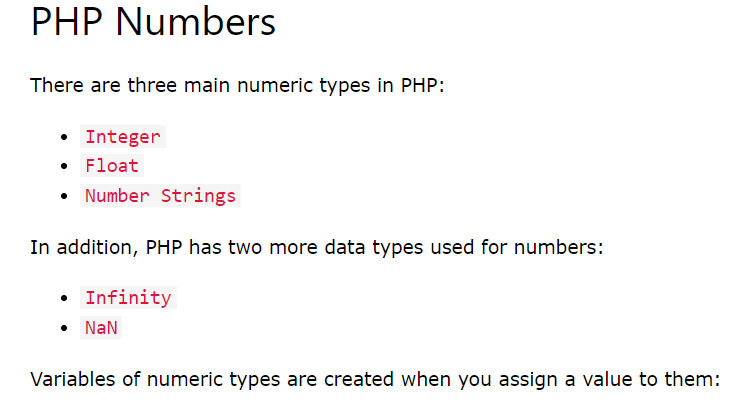 PHP Numbers
There are three main numeric types in PHP:
Integer
Float
Number Strings
In addition, PHP has two more data types used for numbers:
Infinity
NaN
Variables of numeric types are created when you assign a value to them: